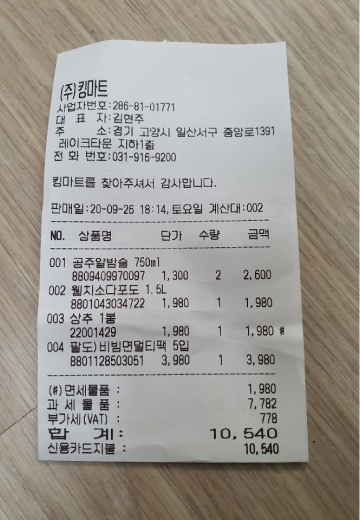 (주)킹마트
사업자번호:286-81-01771
대 표 자:김현주
주 소:경기 고양시 일산서구 중앙로1391
레이크타운 지하1층
전 화 번호:031-916-9200
킹마트를 찾아주셔서 감사합니다.
판매일:20-09-26 18:14,토요일 계산대:002
NO. 상품명 단가 수량 금액
001 공주알밤술 750ml
8809409970097 1,300 2 2,600
002 웰치소다포도 1.5L
8801043034722 1,980 1 1,980
003 상추 1봉
22001429 1,980 1 1,980 #
004 팔도)비빔면멀티팩 5입
8801128503051 3,980 1 3,980
(#)면세물품 : 1,980
과 세 물품 : 7,782
부가세(VAT) : 778
합 계: 10,540
신용카드지불 : 10,540